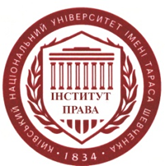 КИЇВСЬКИЙ НАЦІОНАЛЬНИЙ УНІВЕРСИТЕТ ІМЕНІ ТАРАСА ШЕВЧЕНКА
ІНСТИТУТ
ПРАВА
• 1834 •